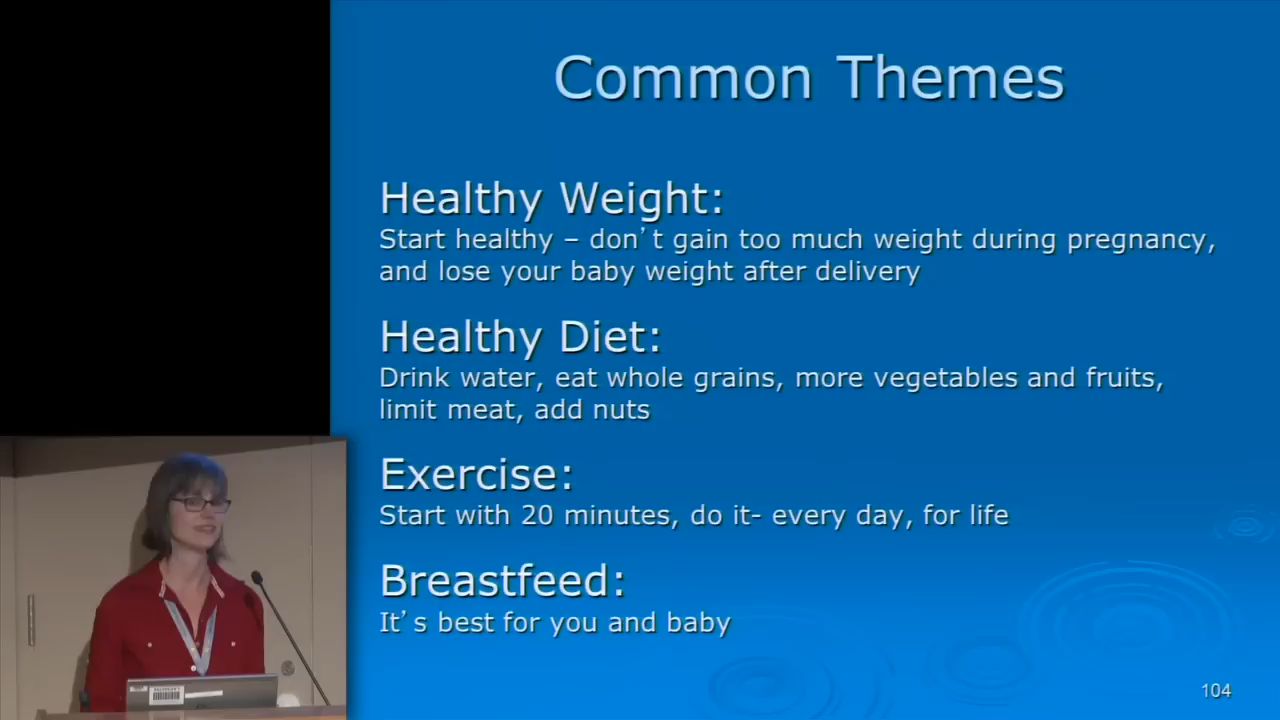 Common Themes
Healthy Weight:
Start healthy – don’t gain too much weight during pregnancy,
and lose your baby weight after delivery
Healthy Diet:
Drink water, eat whole grains, more vegetables and fruits,
limit meat, add nuts
Exercise:
Start with 20 minutes, do it- every day, for life
Breastfeed:
It’s best for you and baby
104